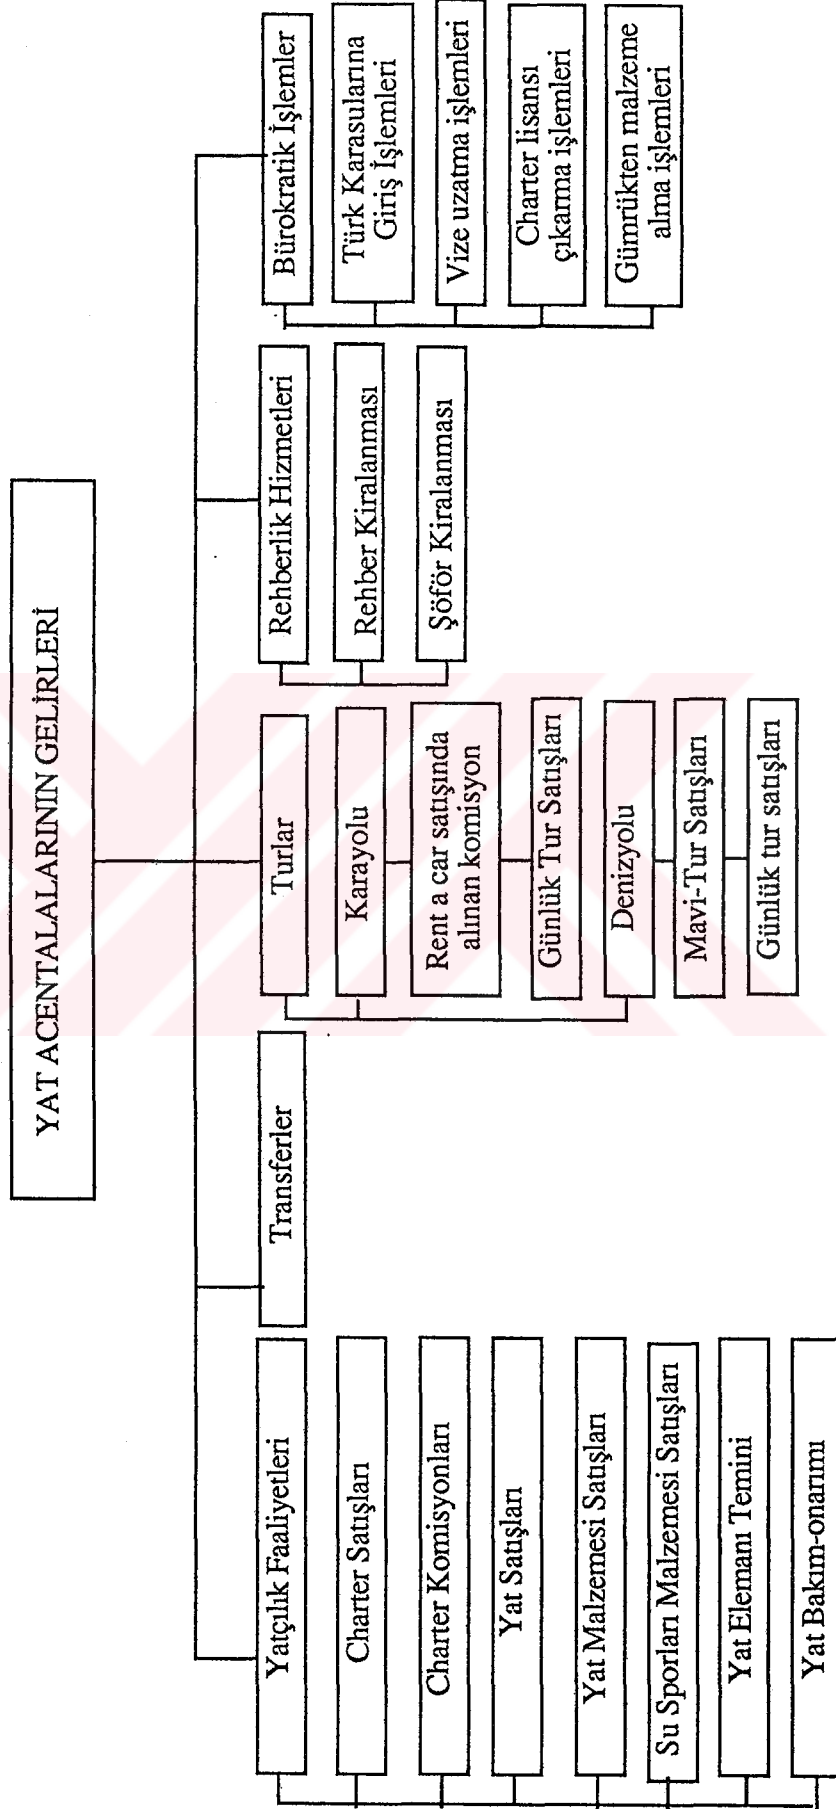 YAT ACENTALALARININ GELİRLERİ
Yatçılık Faaliyetleri
Charter Satışları
Charter Komisyonları
Yat Satışları
Yat Malzemesi Satışları
Su Sporları Malzemesi Satışları
Yat Elemanı Temini
Yat Bakım-onarımı
Transferler
Turlar
Karayolu
Rent a car satışında
alınan komisyon
Günlük Tur Satışları
Denizyolu
Mavi-Tur Satışları
Günlük tur satışları
Rehberlik Hizmetleri
Rehber Kiralanması
Şöför Kiralanması
Bürokratik İşlemler
Türk Karasularına
Giriş İşlemleri
Vize uzatma işlemleri
Charter lisansı
çıkarma işlemleri
Gümrükten malzeme
alma işlemleri